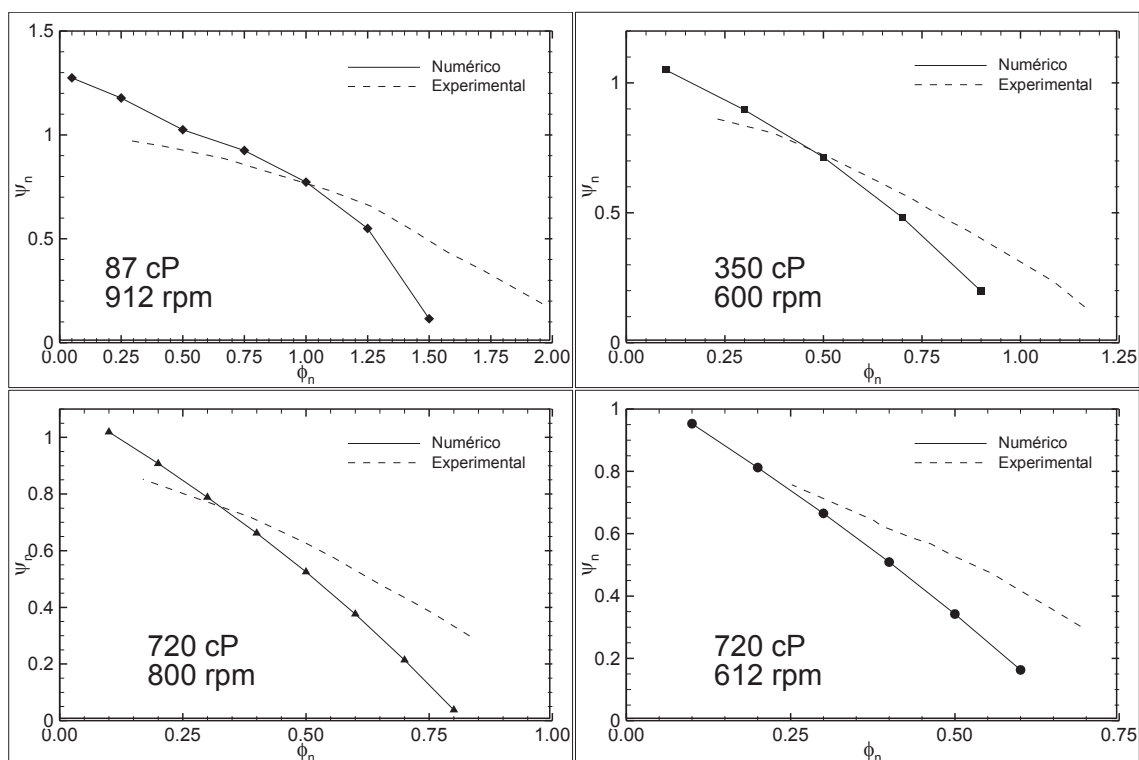 1.5
1
0.5
0
ψn
Numérico
Experimental
87 cP
912 rpm
0.00 0.25 0.50 0.75 1.00 1.25 1.50 1.75 2.00
ϕn
1
0.5
0
ψn
Numérico
Experimental
350 cP
600 rpm
0.00 0.25 0.50 0.75 1.00 1.25
ϕn
1
0.8
0.6
0.4
0.2
0
ψn
Numérico
Experimental
720 cP
800 rpm
0.00 0.25 0.50 0.75 1.00
ϕn
1
0.8
0.6
0.4
0.2
0
ψn
Numérico
Experimental
720 cP
612 rpm
0.00 0.25 0.50 0.75
ϕn